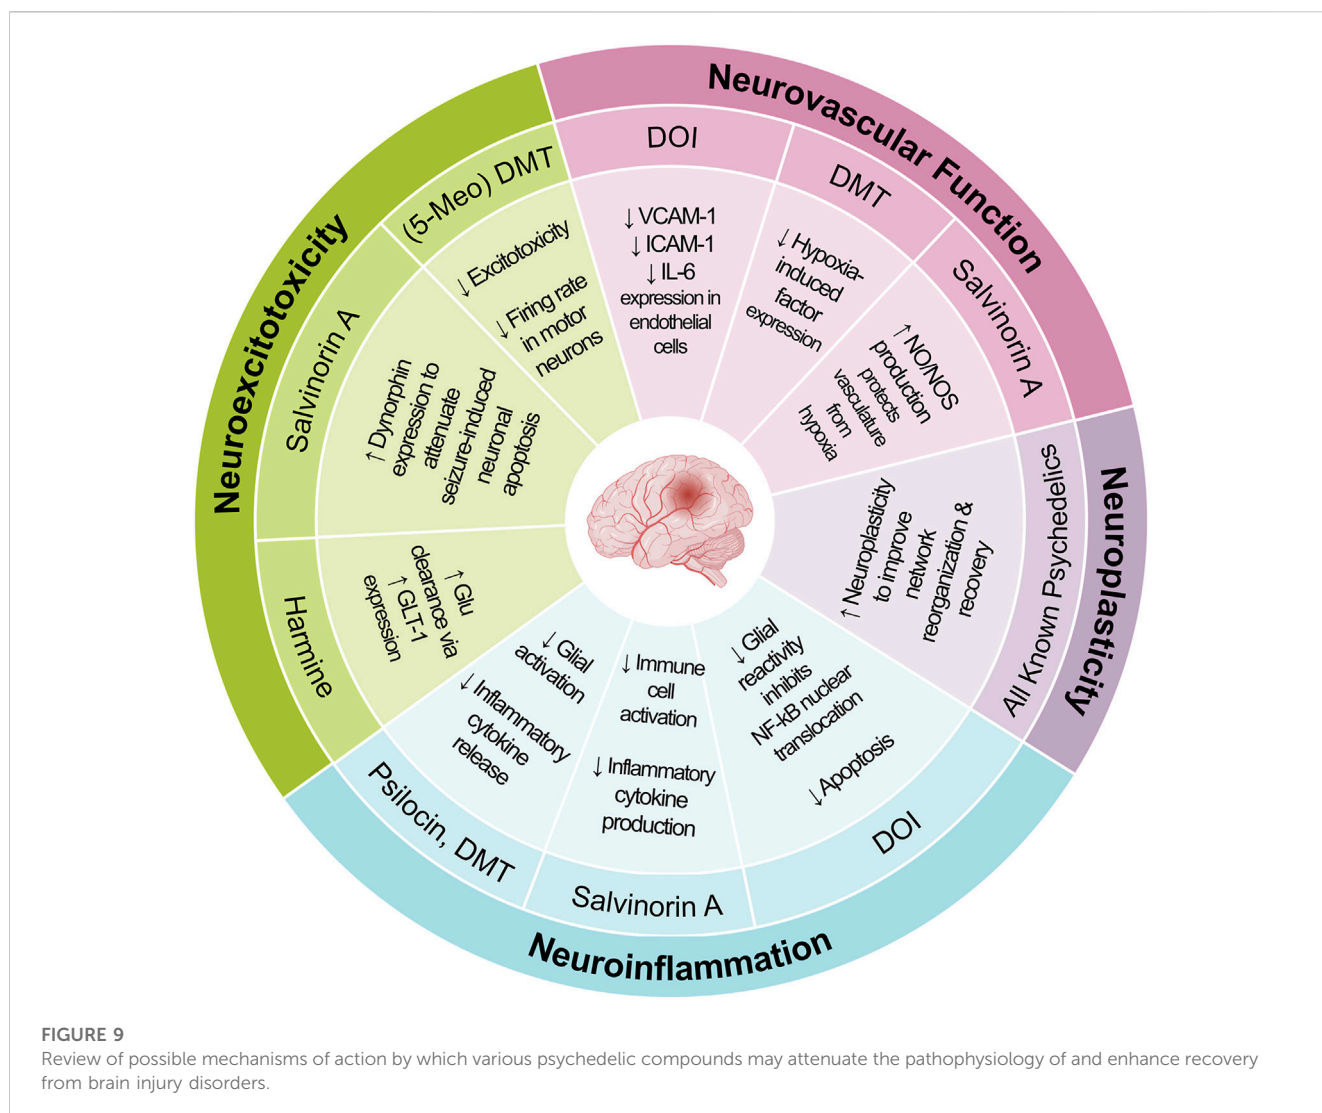 Neurovascular Function
DOI
↓ VCAM-1
↓ ICAM-1
↓ IL-6
expression in
endothelial
cells
DMT
↓ Hypoxia-
induced
factor
expression
Salvinorin A
↑ NO/NOS
production
protects
vasculature
from
hypoxia
Neuroplasticity
All Known Psychedelics
↑ Neuroplasticity
to improve
network
reorganization &
recovery
Neuroinflammation
DOI
↓ Glial
reactivity
inhibits
NF-kB nuclear
translocation
↓ Apoptosis
Salvinorin A
↓ Immune
cell
activation
↓ Inflammatory
cytokine
production
Psilocin, DMT
↓ Glial
activation
↓ Inflammatory
cytokine
release
Neuroexcitotoxicity
Harmine
↑ Glu
clearance via
↑ GLT-1
expression
Salvinorin A
↑ Dynorphin
expression to
attenuate
seizure-induced
neuronal
apoptosis
(5-Meo) DMT
↓ Excitotoxicity
↓ Firing rate
in motor
neurons
FIGURE 9
Review of possible mechanisms of action by which various psychedelic compounds may attenuate the pathophysiology of and enhance recovery
from brain injury disorders.